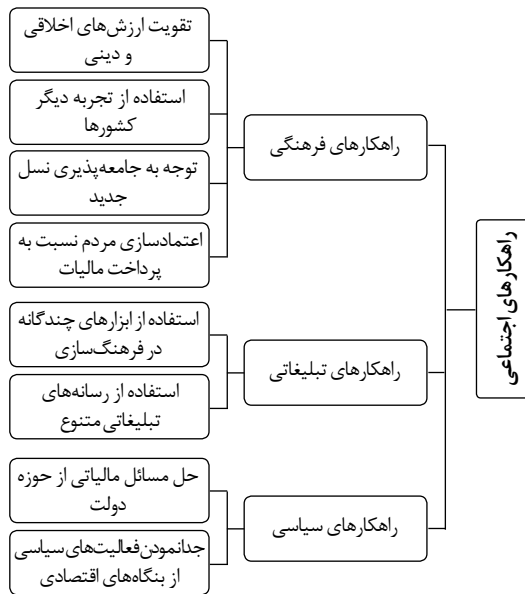 راهکارهای اجتماعی
راهکارهای فرهنگی
تقویت ارزش‌های اخلاقی
و دینی
استفاده از تجربه دیگر
کشورها
توجه به جامعه‌پذیری نسل
جدید
اعتمادسازی مردم نسبت به
پرداخت مالیات
راهکارهای تبلیغاتی
استفاده از ابزارهای چندگانه
در فرهنگ‌سازی
استفاده از رسانه‌های
تبلیغاتی متنوع
راهکارهای سیاسی
حل مسائل مالیاتی از حوزه
دولت
جدانمودن فعالیت‌های سیاسی
از بنگاه‌های اقتصادی